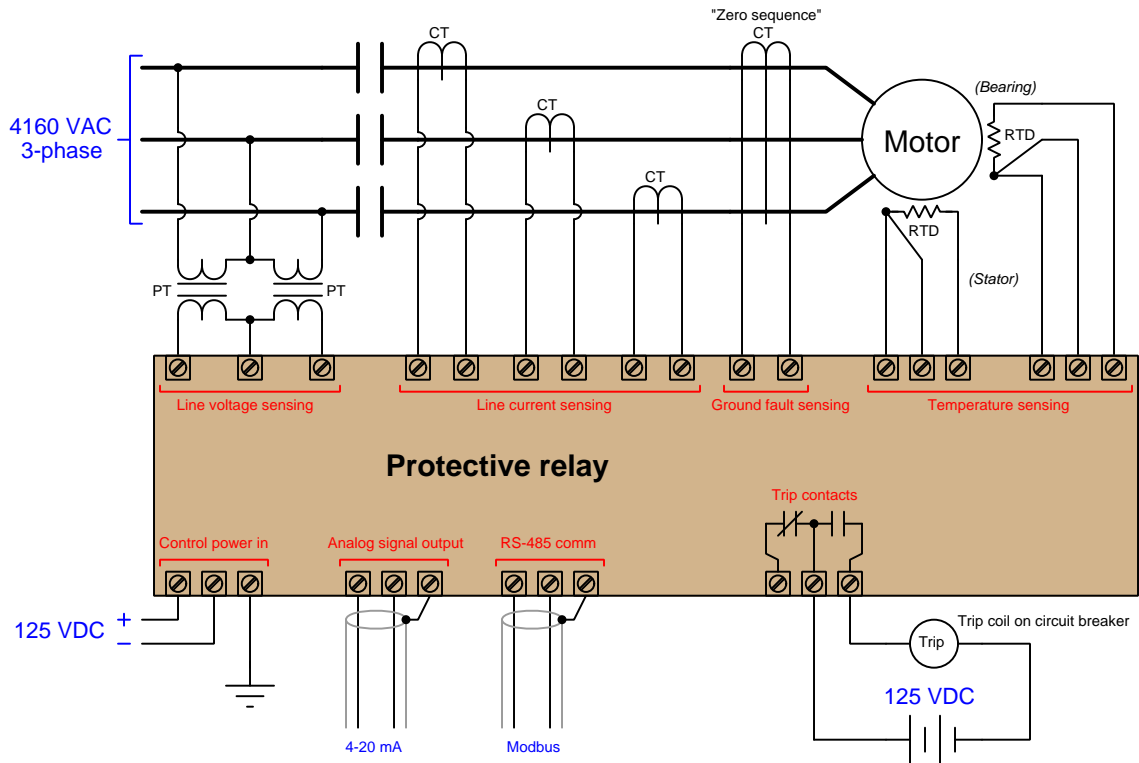 "Zero sequence"
CT
CT
CT
CT
4160 VAC
3-phase
Motor
(Bearing)
RTD
RTD
(Stator)
PT
PT
Line voltage sensing
Line current sensing
Ground fault sensing
Temperature sensing
Protective relay
Trip contacts
Control power in
Analog signal output
RS-485 comm
125 VDC
+
–
Trip coil on circuit breaker
Trip
125 VDC
4-20 mA
Modbus